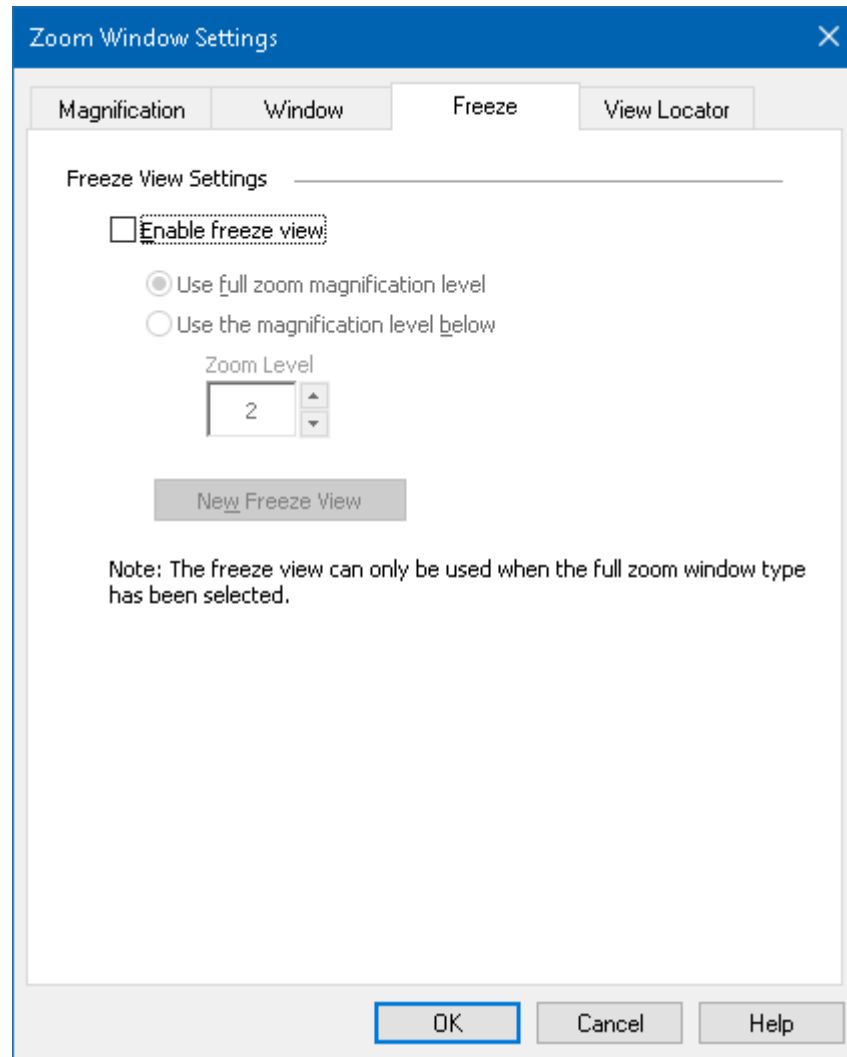 Zoom Window Settings
Magnification Window Freeze View Locator
Freeze View Settings
Enable freeze view
Use full zoom magnification level
Use the magnification level below
Zoom Level
2
New Freeze View
Note: The freeze view can only be used when the full zoom window type
has been selected.
OK Cancel Help